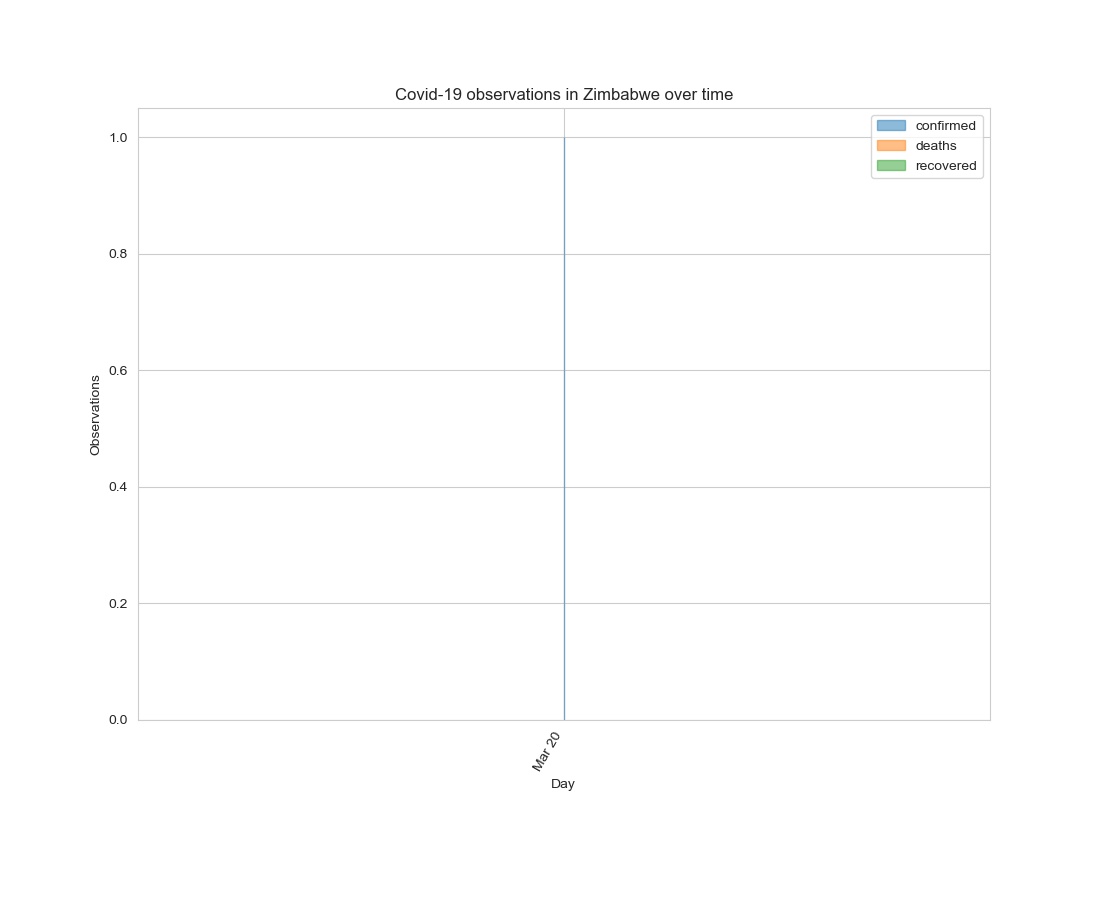 Covid-19 observations in Zimbabwe over time
confirmed
deaths
recovered
1.0
0.8
0.6
0.4
0.2
0.0
Observations
Mar 20
Day